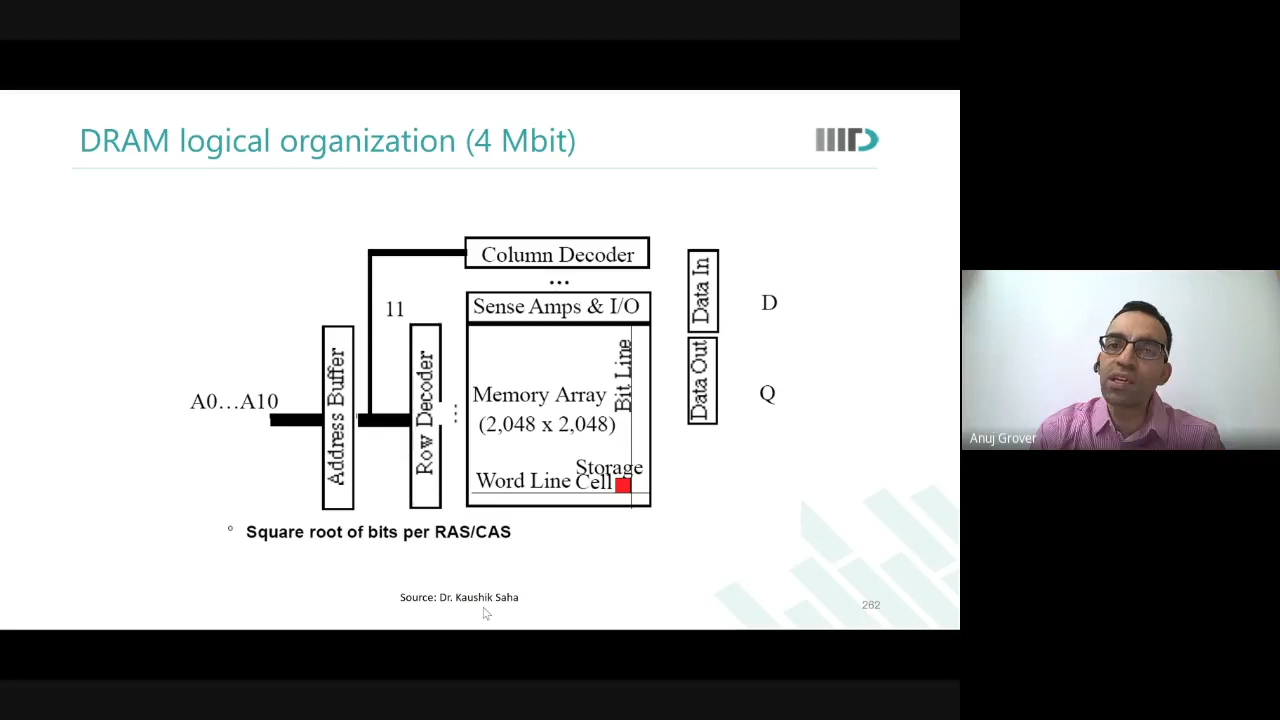 DRAM logical organization (4 Mbit)
IIITD
Column Decoder
...
11
Sense Amps & I/O
Data In
D
A0...A10
Address Buffer
Row Decoder
...
Memory Array
(2,048 x 2,048)
Bit Line
Data Out
Q
Word Line
Storage
Cell
° Square root of bits per RAS/CAS
Source: Dr. Kaushik Saha
262
Anuj Grover